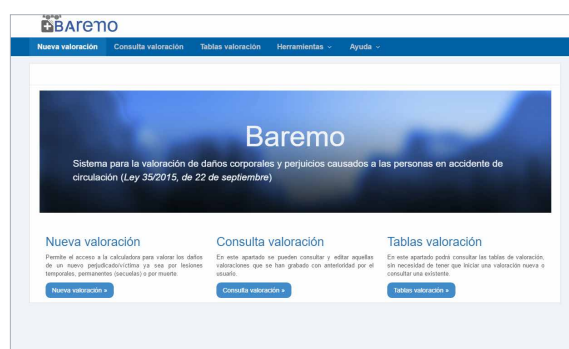 Baremo
Nueva valoración Consulta valoración Tablas valoración Herramientas Ayuda
Baremo
Sistema para la valoración de daños corporales y perjuicios causados a las personas en accidente de
circulación (Ley 35/2015, de 22 de septiembre)
Nueva valoración
Permite el acceso a la calculadora para valorar los daños
de un nuevo perjudicado/víctima ya sea por lesiones
temporales, permanentes (secuelas) o por muerte.
Nueva valoración »
Consulta valoración
En este apartado se pueden consultar y editar aquellas
valoraciones que se han grabado con anterioridad por el
usuario.
Consulta valoración »
Tablas valoración
En este apartado podrá consultar las tablas de valoración,
sin necesidad de tener que iniciar una valoración nueva o
consultar una existente.
Tablas valoración »